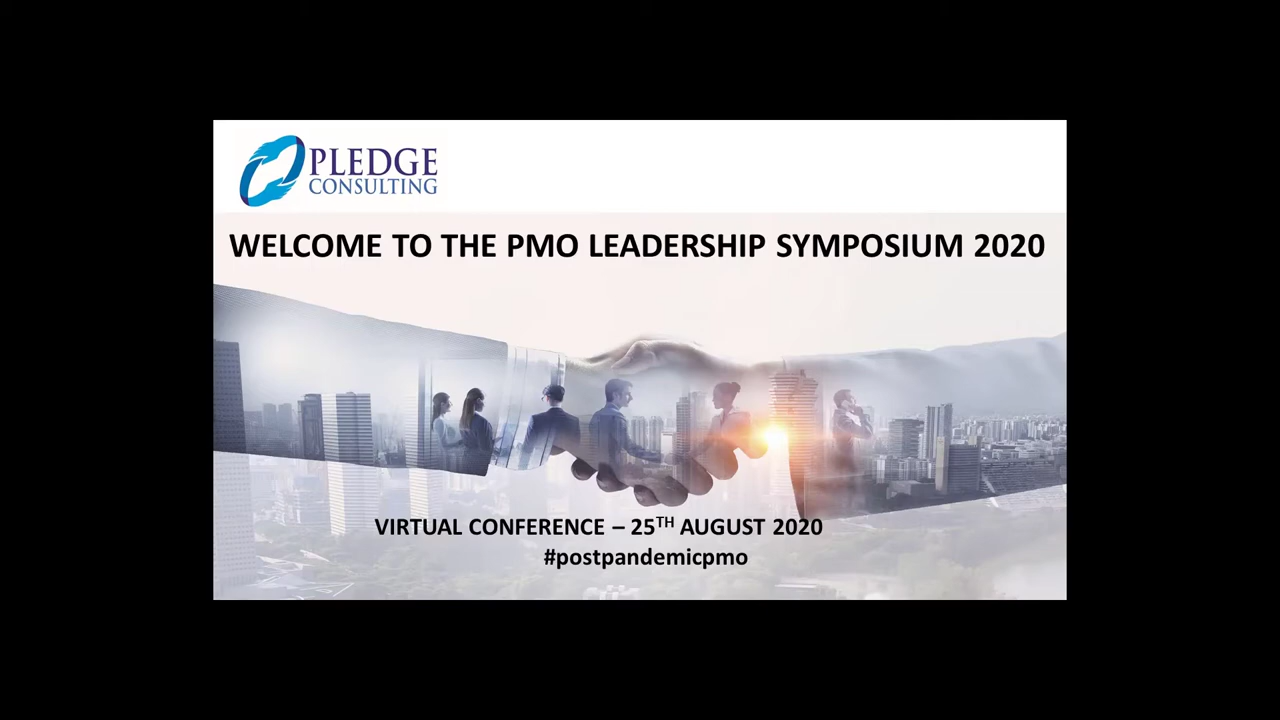 PLEDGE
CONSULTING
WELCOME TO THE PMO LEADERSHIP SYMPOSIUM 2020
VIRTUAL CONFERENCE – 25TH AUGUST 2020
#postpandemicpmo